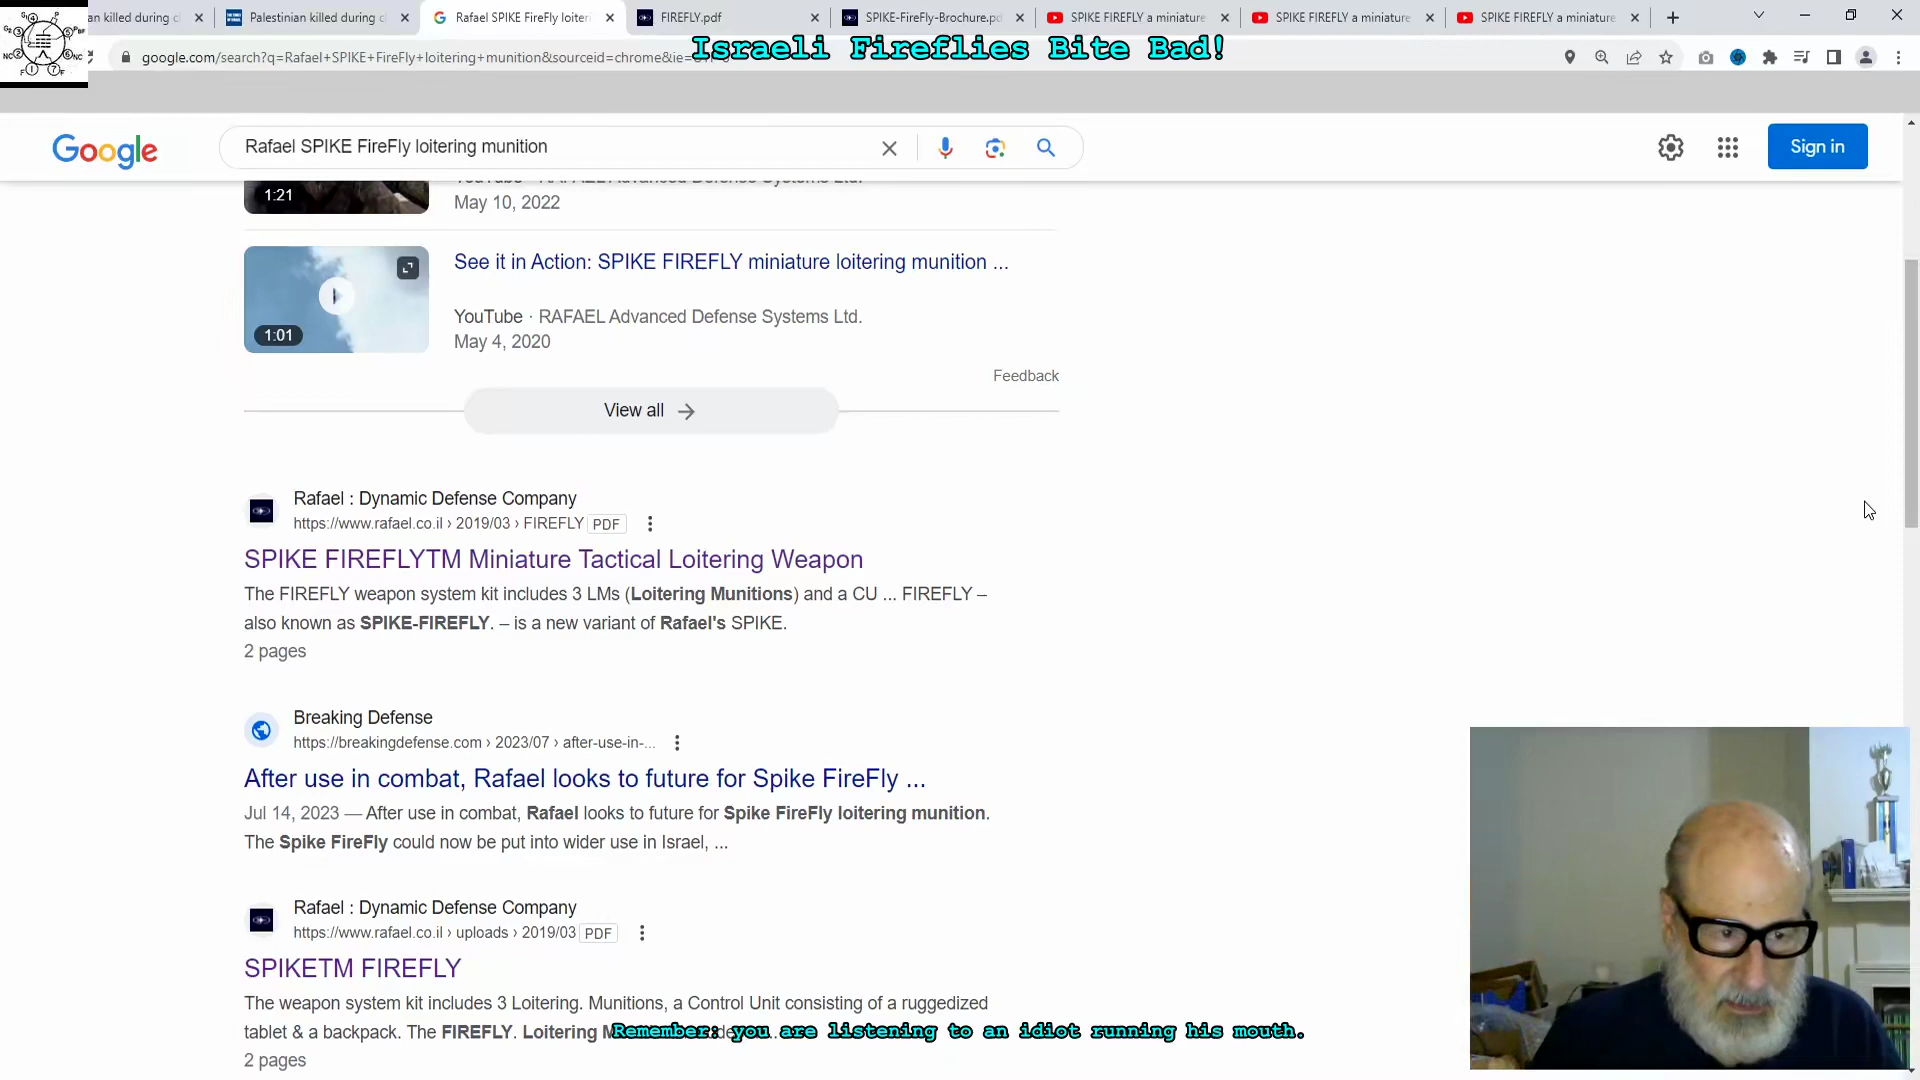 an killed during cl
Palestinian killed during cl
Rafael SPIKE FireFly loiteri
FIREFLY.pdf
SPIKE-FireFly-Brochure.pd
SPIKE FIREFLY a miniature
SPIKE FIREFLY a miniature
SPIKE FIREFLY a miniature
Israeli Fireflies Bite Bad!
google.com/search?q=Rafael+SPIKE+FireFly+loitering+munition&sourceid=chrome&ie=
Google
Rafael SPIKE FireFly loitering munition
Sign in
1:21
YouTube · RAFAEL Advanced Defense Systems Ltd.
May 10, 2022
See it in Action: SPIKE FIREFLY miniature loitering munition ...
YouTube · RAFAEL Advanced Defense Systems Ltd.
1:01
May 4, 2020
Feedback
View all
Rafael : Dynamic Defense Company
https://www.rafael.co.il › 2019/03 › FIREFLY PDF
SPIKE FIREFLYTM Miniature Tactical Loitering Weapon
The FIREFLY weapon system kit includes 3 LMs (Loitering Munitions) and a CU ... FIREFLY –
also known as SPIKE-FIREFLY. – is a new variant of Rafael's SPIKE.
2 pages
Breaking Defense
https://breakingdefense.com › 2023/07 › after-use-in-...
After use in combat, Rafael looks to future for Spike FireFly ...
Jul 14, 2023 — After use in combat, Rafael looks to future for Spike FireFly loitering munition.
The Spike FireFly could now be put into wider use in Israel, ...
Rafael : Dynamic Defense Company
https://www.rafael.co.il › uploads › 2019/03 PDF
SPIKETM FIREFLY
The weapon system kit includes 3 Loitering. Munitions, a Control Unit consisting of a ruggedized
tablet & a backpack. The FIREFLY. Loitering
Remember: you are listening to an idiot running his mouth.
2 pages